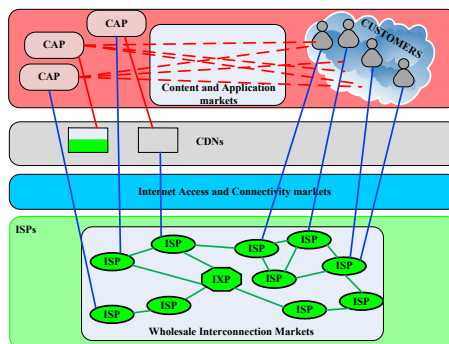 CAP
CUSTOMERS
CAP
CAP
Content and Application
markets
CDNs
Internet Access and Connectivity markets
ISPs
ISP
ISP
ISP
ISP
ISP
IXP
ISP
ISP
ISP
ISP
ISP
Wholesale Interconnection Markets